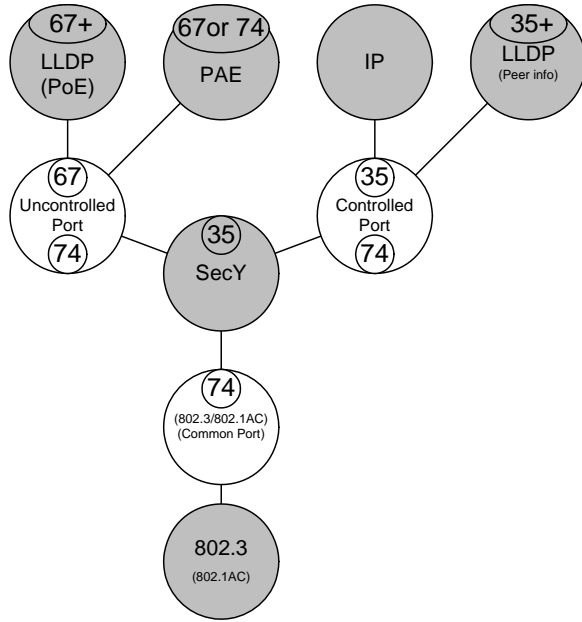 67+
LLDP
(PoE)
67or 74
PAE
IP
35+
LLDP
(Peer info)
67
Uncontrolled
Port
74
35
Controlled
Port
74
35
SecY
74
(802.3/802.1AC)
(Common Port)
802.3
(802.1AC)